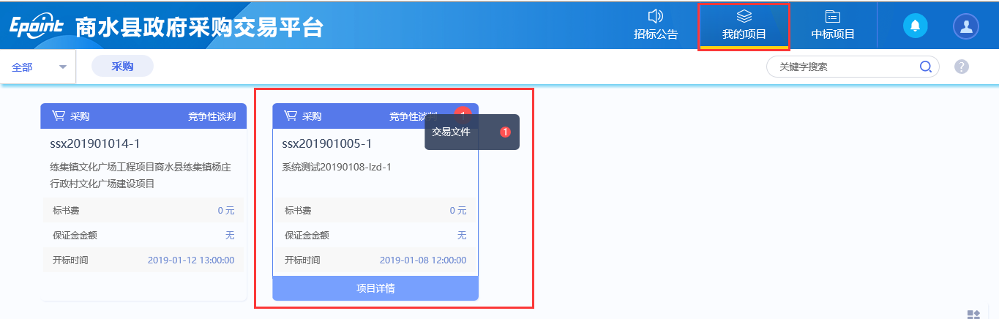 Epoint 商水县政府采购交易平台
招标公告
我的项目
中标项目
全部
采购
关键字搜索
?
采购 竞争性谈判
ssx201901014-1
练集镇文化广场工程项目商水县练集镇杨庄
行政村文化广场建设项目
标书费 0 元
保证金金额 无
开标时间 2019-01-12 13:00:00
采购 竞争性谈判 1
交易文件 1
ssx201901005-1
系统测试20190108-lzd-1
标书费 0 元
保证金金额 无
开标时间 2019-01-08 12:00:00
项目详情